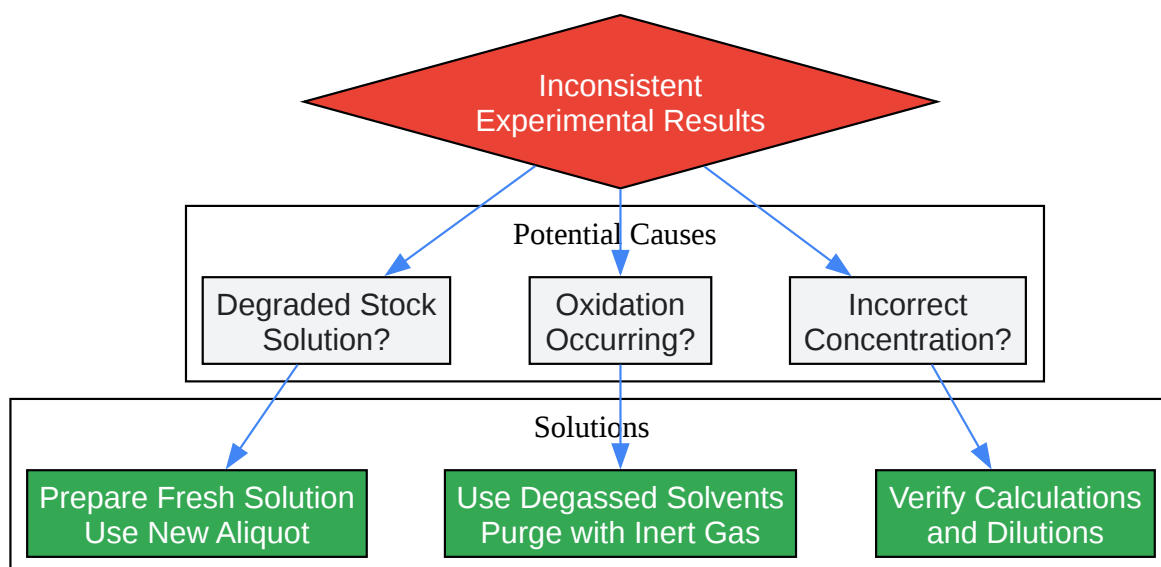 Inconsistent
Experimental Results
Potential Causes
Degraded Stock
Solution?
Oxidation
Occurring?
Incorrect
Concentration?
Solutions
Prepare Fresh Solution
Use New Aliquot
Use Degassed Solvents
Purge with Inert Gas
Verify Calculations
and Dilutions